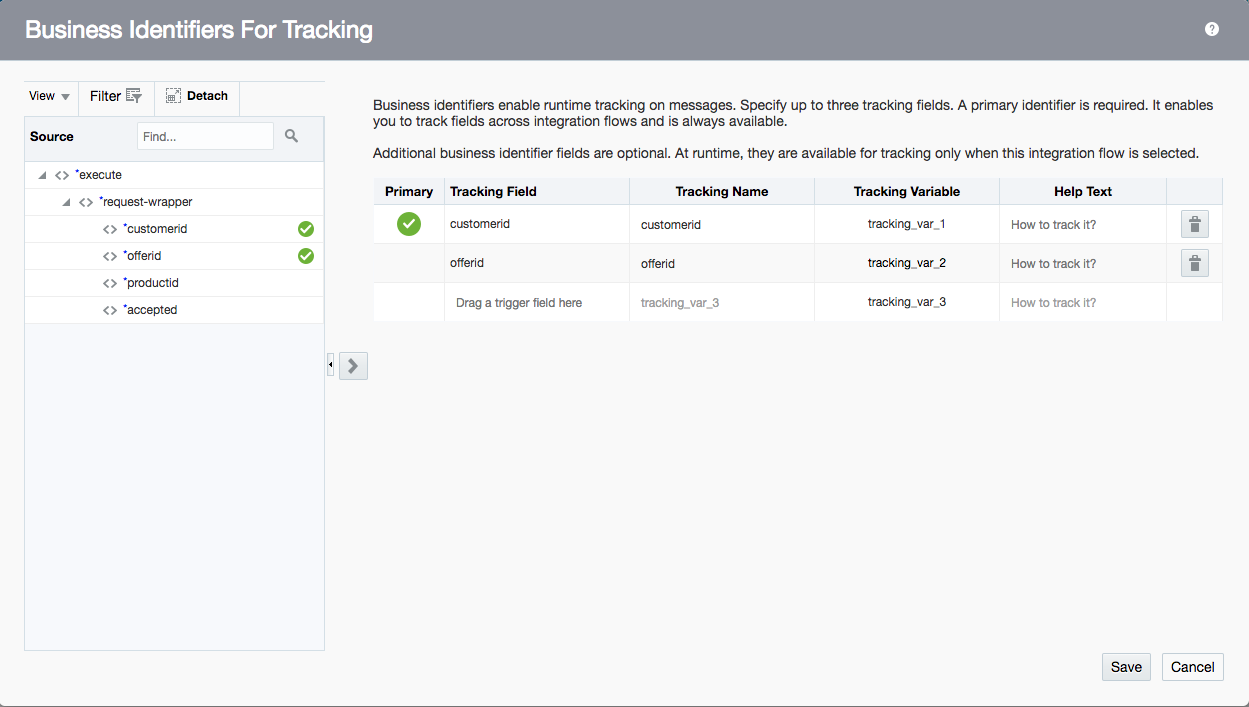 Business Identifiers For Tracking
?
View
Filter
Detach
Source
Find...
*execute
*request-wrapper
*customerid
*offerid
*productid
*accepted
Business identifiers enable runtime tracking on messages. Specify up to three tracking fields. A primary identifier is required. It enables
you to track fields across integration flows and is always available.
Additional business identifier fields are optional. At runtime, they are available for tracking only when this integration flow is selected.
Primary Tracking Field Tracking Name Tracking Variable Help Text
customerid customerid tracking_var_1 How to track it?
offerid offerid tracking_var_2 How to track it?
Drag a trigger field here tracking_var_3 tracking_var_3 How to track it?
Save Cancel